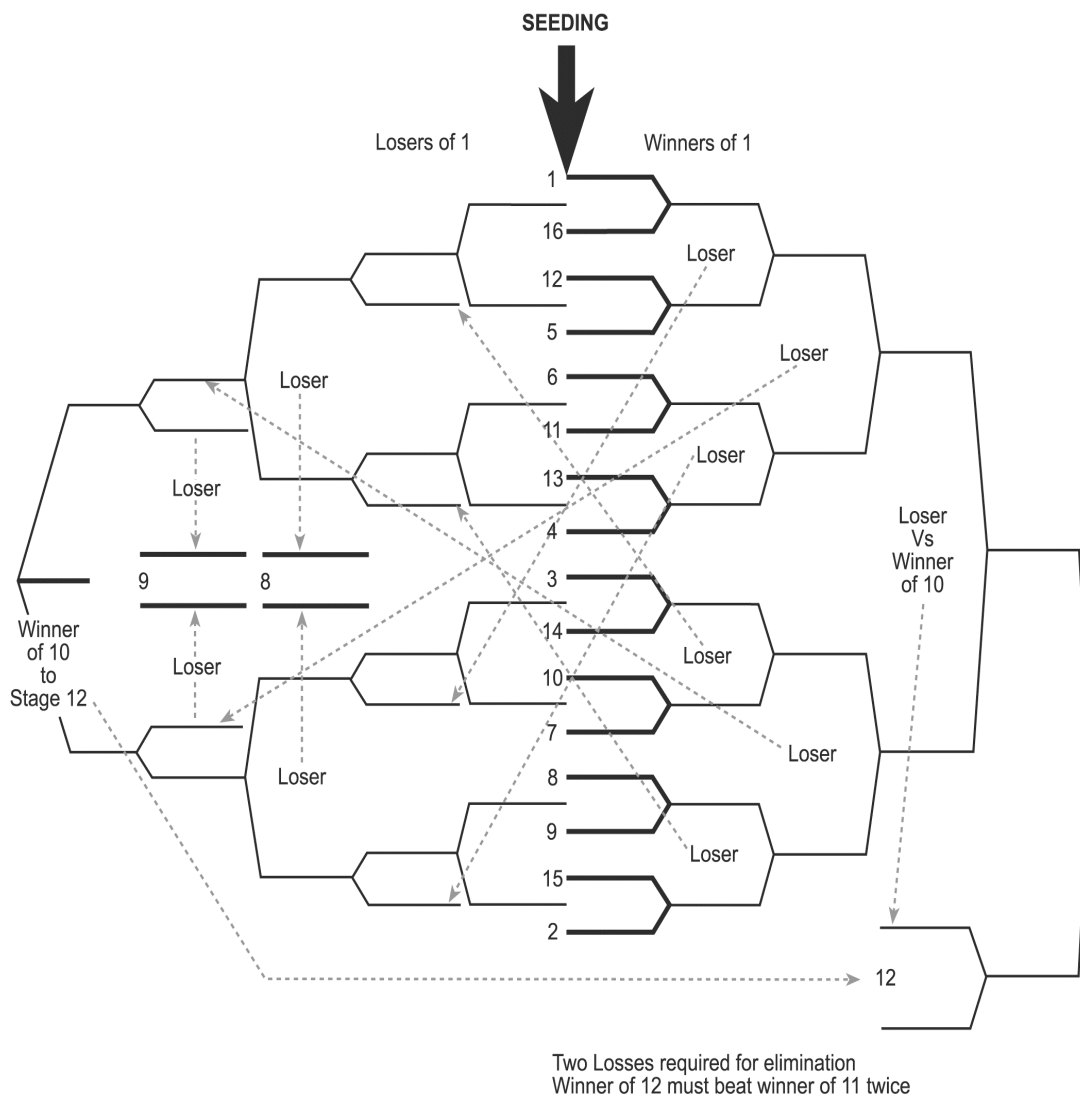 SEEDING
Losers of 1
Winners of 1
1
16
Loser
12
5
Loser
6
Loser
11
Loser
13
Loser
4
Loser
Vs
Winner
of 10
9
8
3
Winner
of 10
to
Stage 12
14
Loser
Loser
10
7
Loser
Loser
8
9
Loser
15
2
12
Two Losses required for elimination
Winner of 12 must beat winner of 11 twice